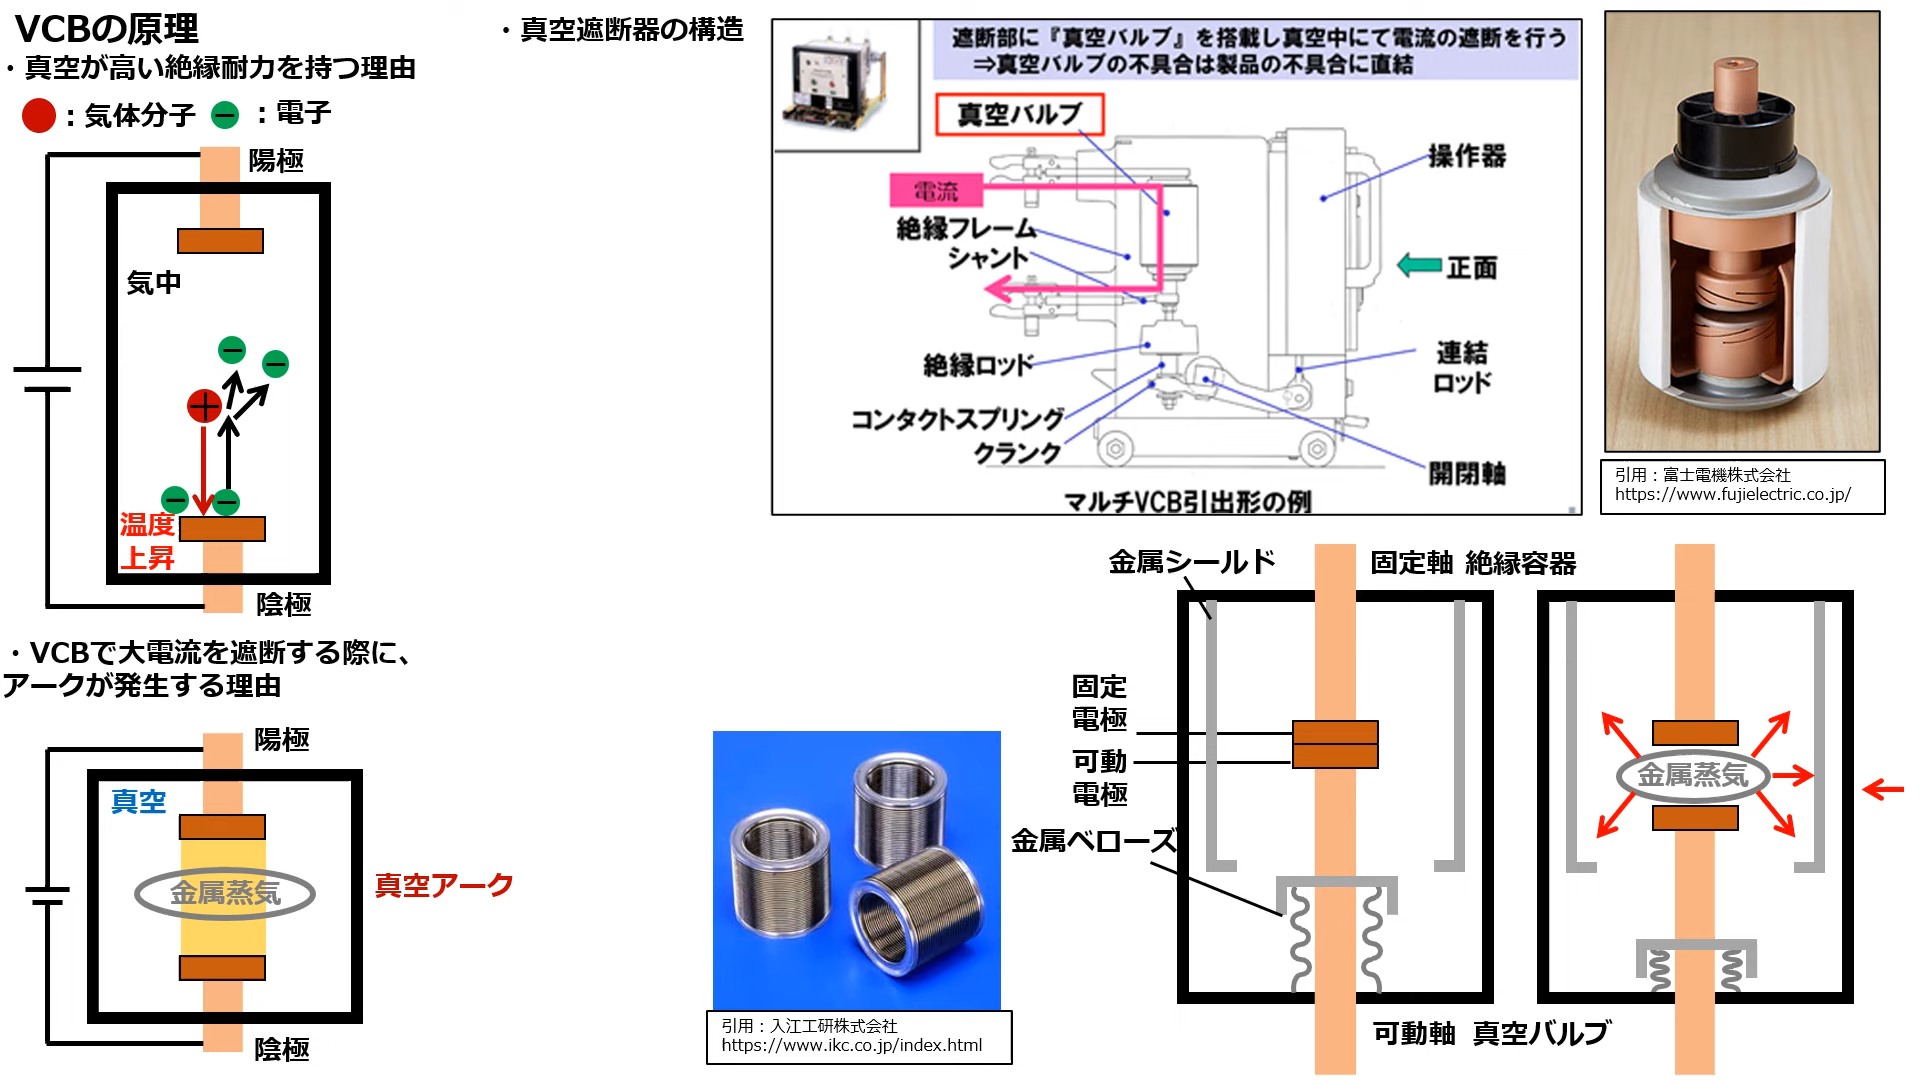 VCBの原理
・真空が高い絶縁耐力を持つ理由
：気体分子
：電子
陽極
気中
温度
上昇
陰極
・VCBで大電流を遮断する際に、
アークが発生する理由
陽極
真空
金属蒸気
真空アーク
陰極
・真空遮断器の構造
遮断部に『真空バルブ』を搭載し真空中にて電流の遮断を行う
⇒真空バルブの不具合は製品の不具合に直結
真空バルブ
操作器
電流
絶縁フレーム
シャント
正面
絶縁ロッド
連結
ロッド
コンタクトスプリング
クランク
開閉軸
マルチVCB引出形の例
引用：富士電機株式会社
https://www.fujielectric.co.jp/
金属シールド
固定軸
絶縁容器
固定
電極
可動
電極
金属ベローズ
金属蒸気
可動軸
真空バルブ
引用：入江工研株式会社
https://www.ikc.co.jp/index.html